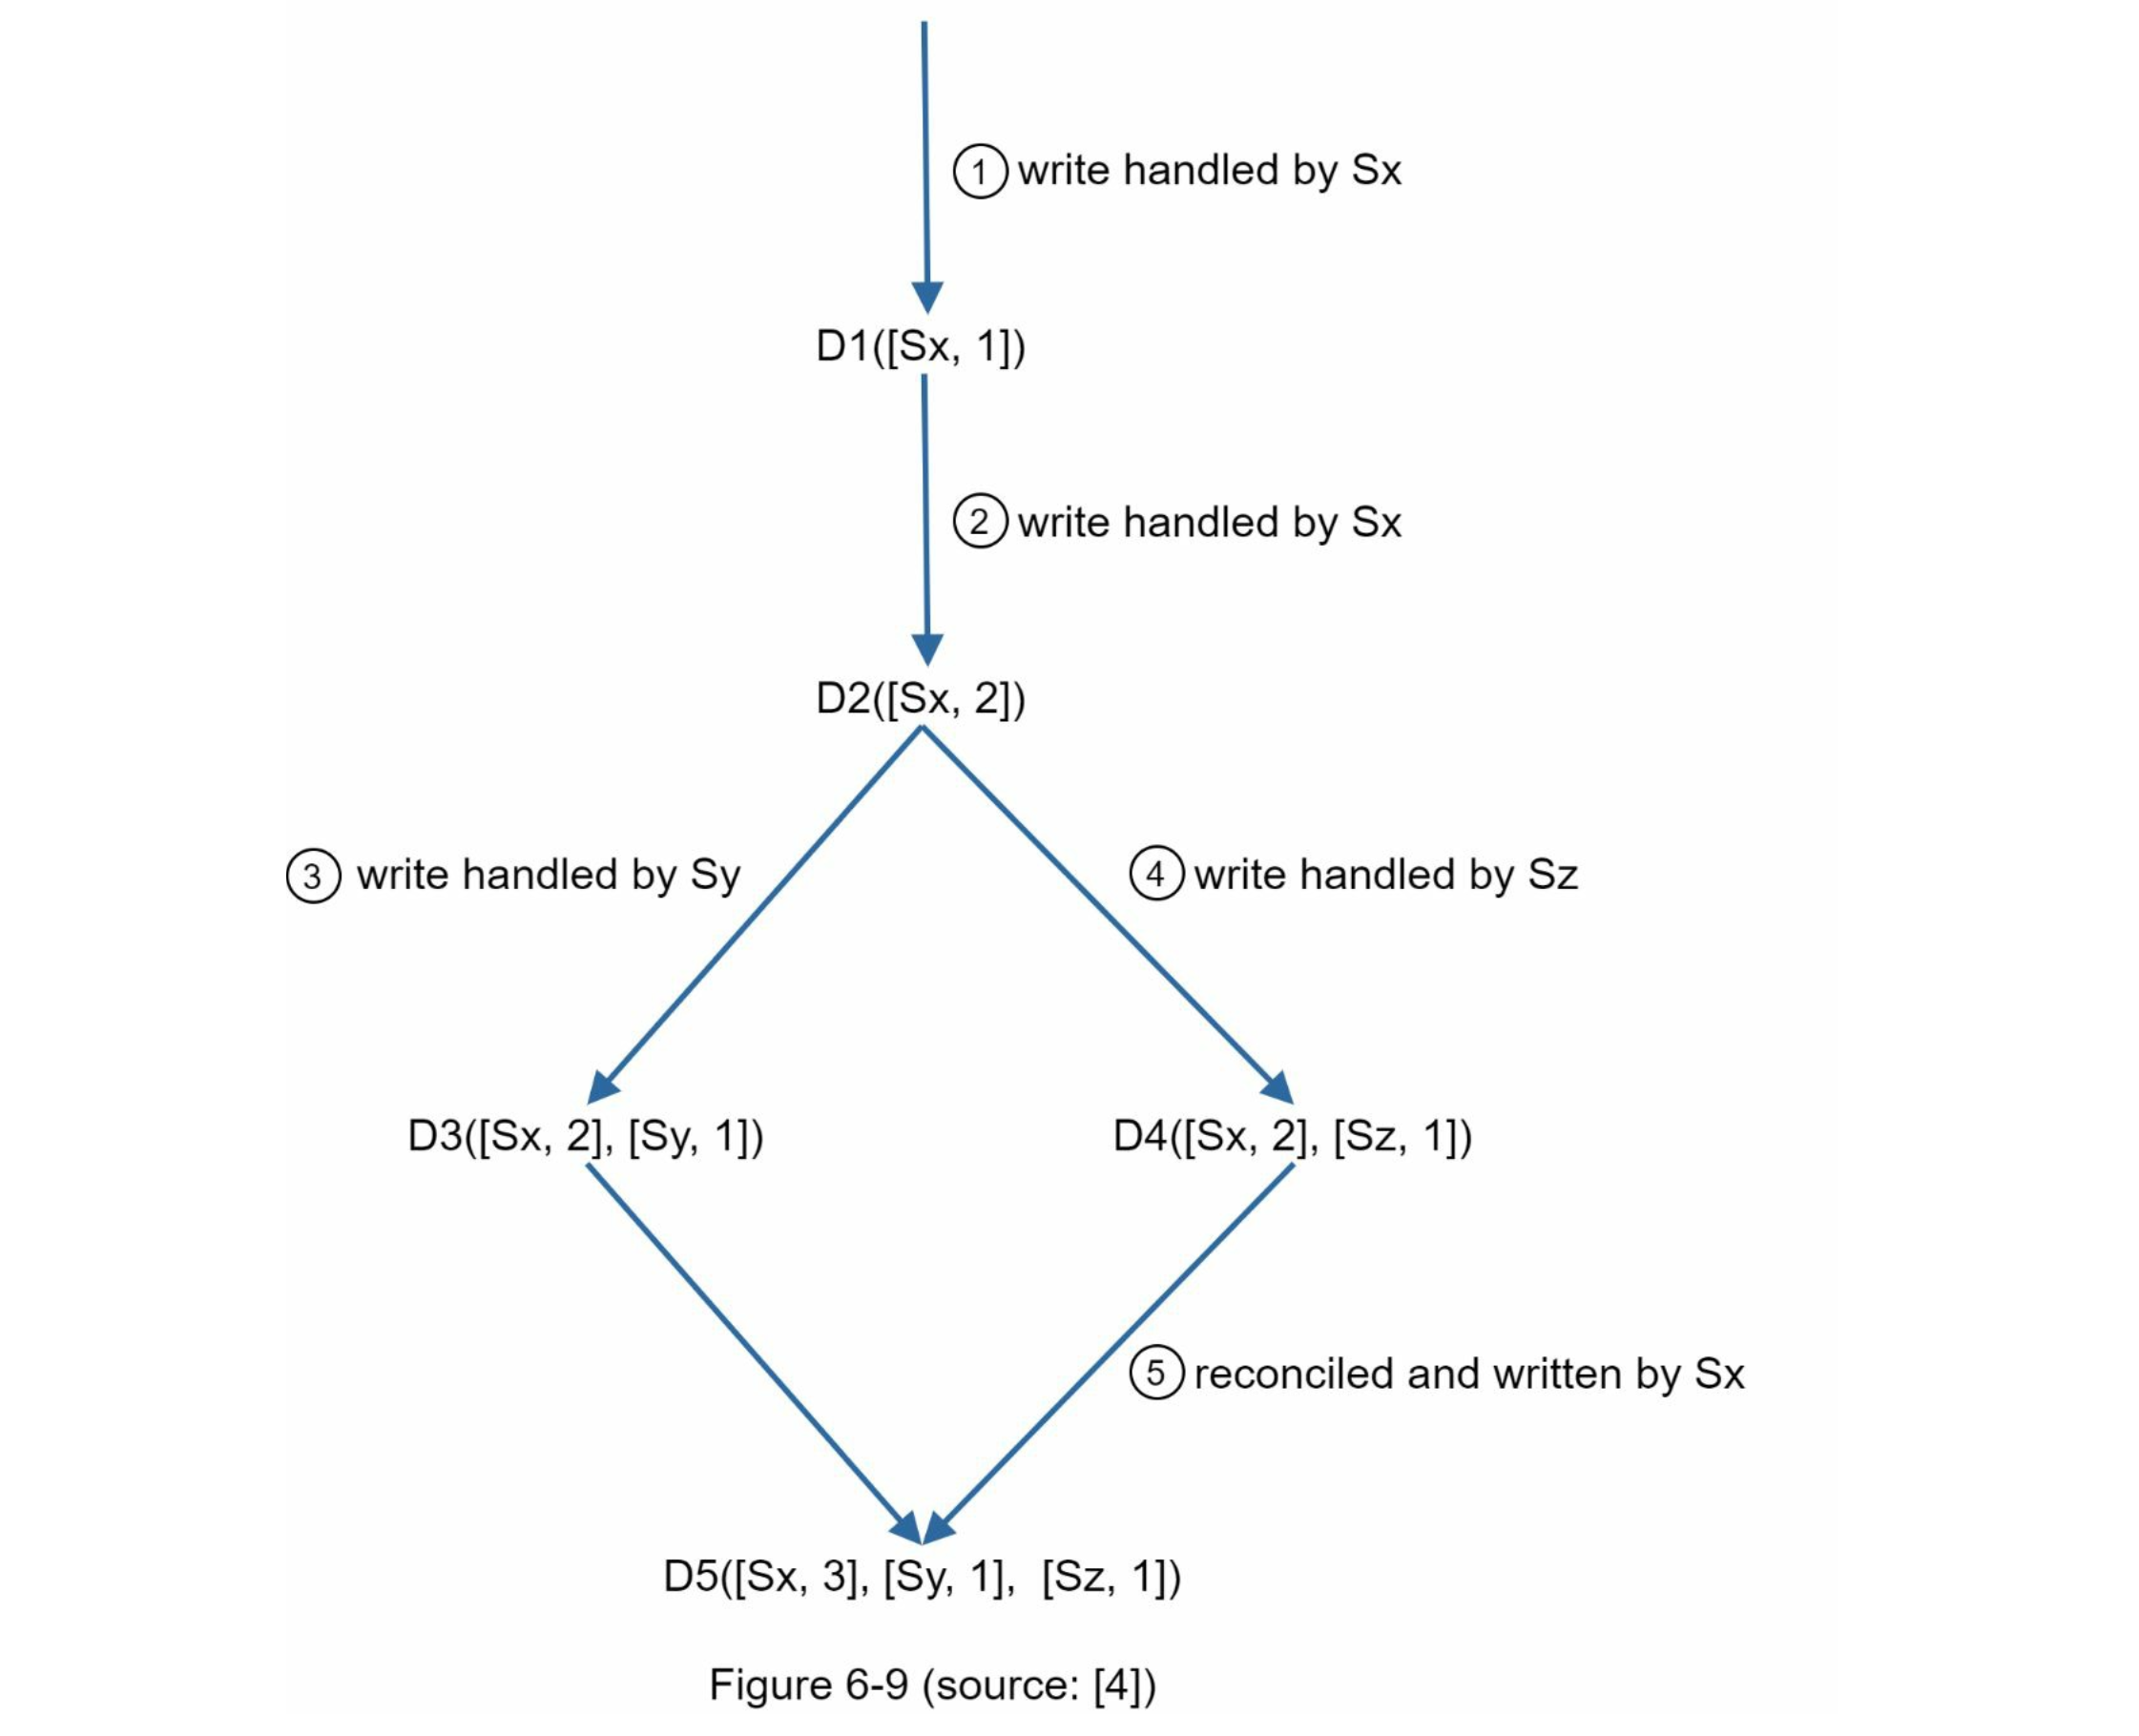 1 write handled by Sx
D1([Sx, 1])
2 write handled by Sx
D2([Sx, 2])
3 write handled by Sy
4 write handled by Sz
D3([Sx, 2], [Sy, 1])
D4([Sx, 2], [Sz, 1])
5 reconciled and written by Sx
D5([Sx, 3], [Sy, 1], [Sz, 1])
Figure 6-9 (source: [4])